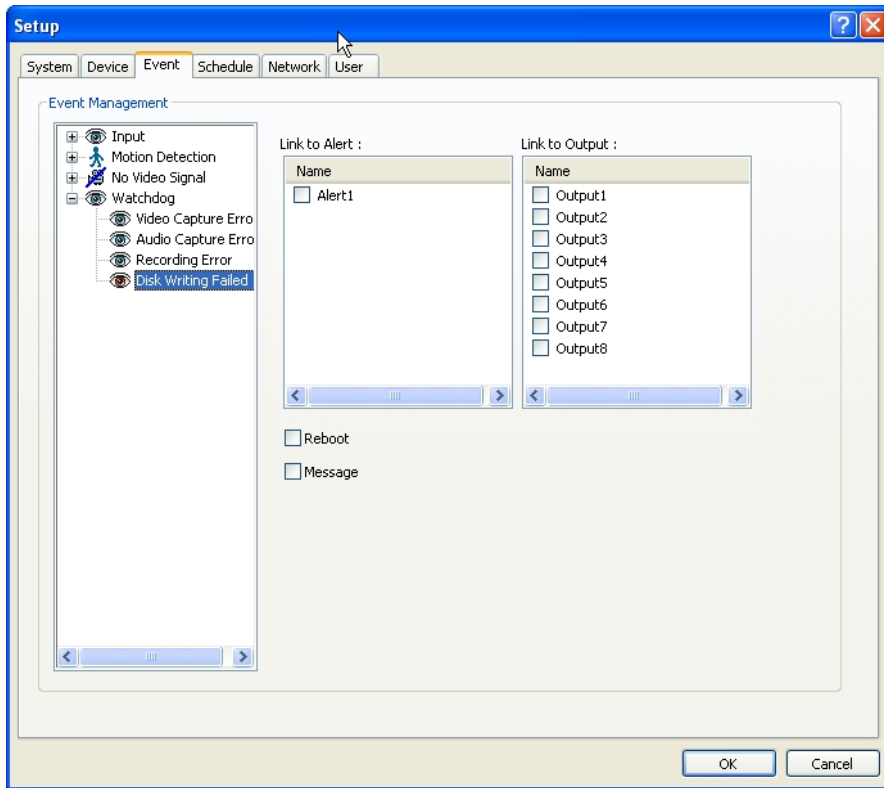 Setup
System Device Event Schedule Network User
Event Management
Input
Motion Detection
No Video Signal
Watchdog
Video Capture Erro
Audio Capture Erro
Recording Error
Disk Writing Failed
Link to Alert :
Name
Alert1
Link to Output :
Name
Output1
Output2
Output3
Output4
Output5
Output6
Output7
Output8
Reboot
Message
OK Cancel